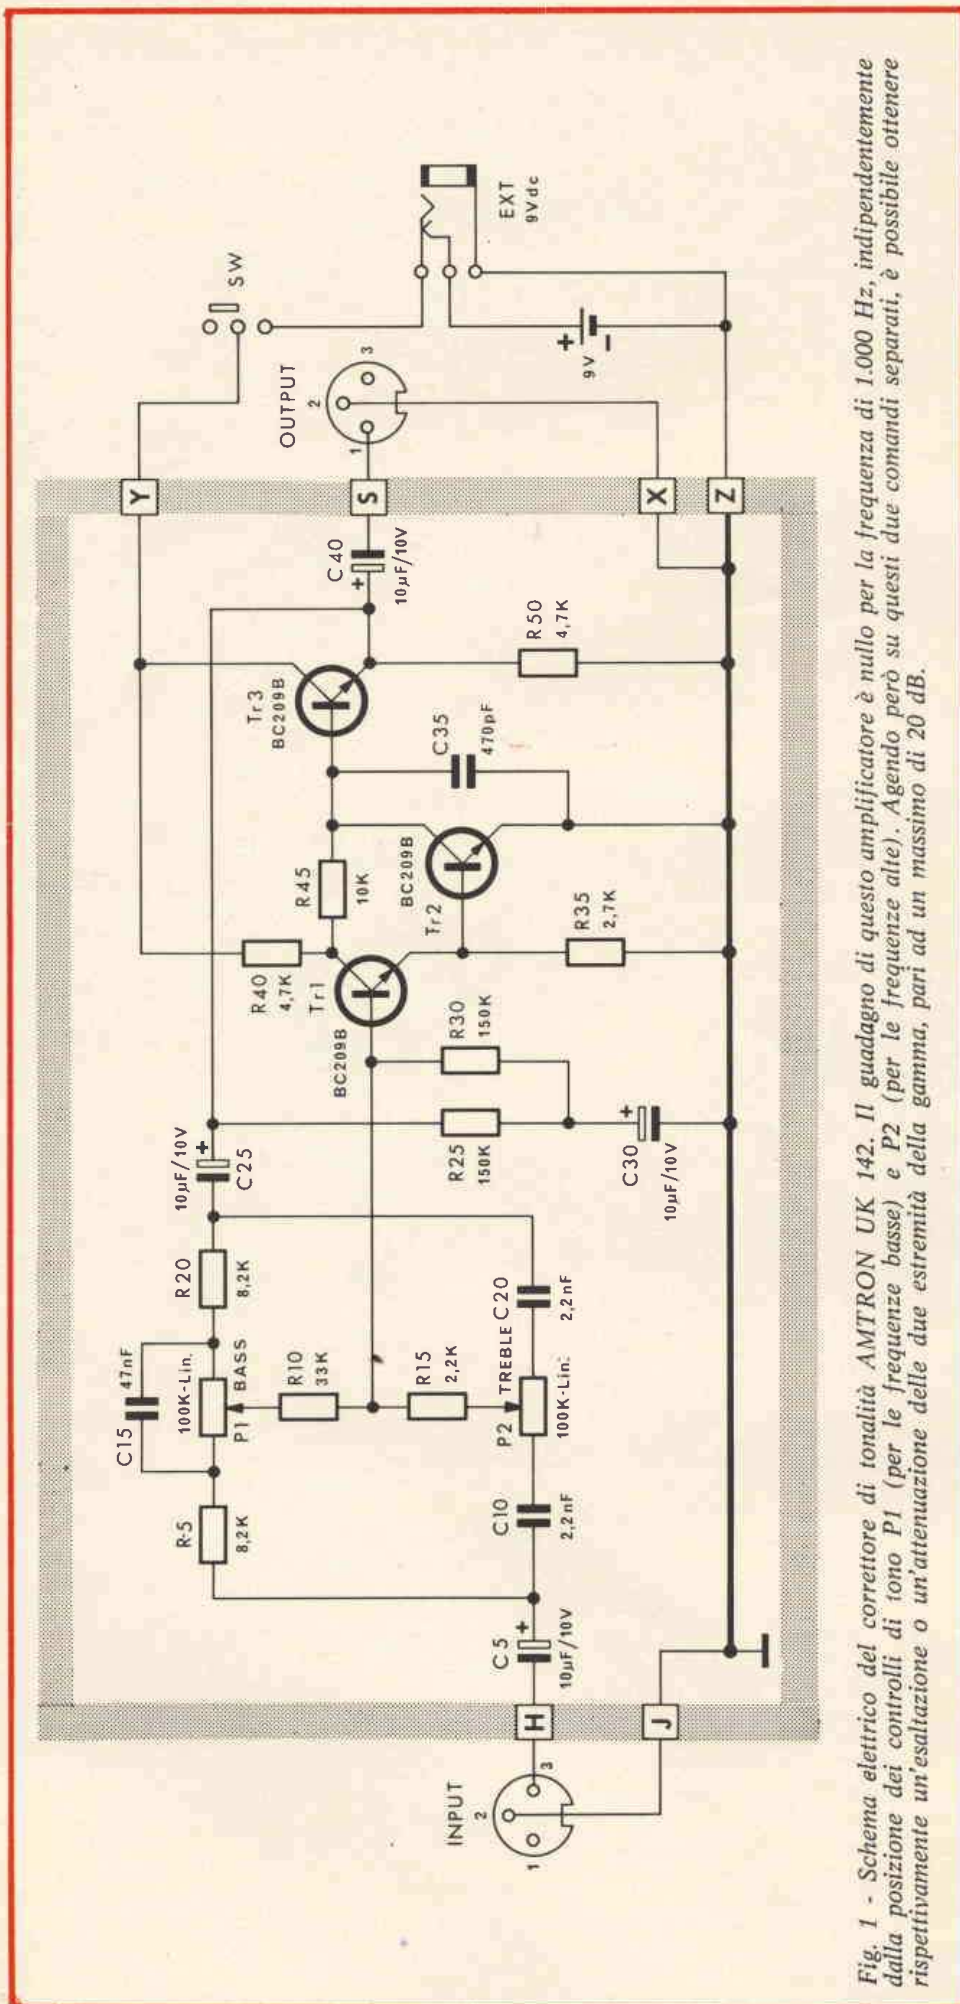 INPUT
1
2
3
H
J
C5
+
10µF/10V
R-5
8,2K
C15
47nF
100K-Lin.
P1
BASS
R20
8,2K
10µF/10V
+
C25
R10
33K
R15
2,2K
C10
2,2nF
P2
TREBLE
100K-Lin.
C20
2,2nF
R25
150K
R30
150K
C30
+
10µF/10V
R40
4,7K
Tr1
BC209B
R45
10K
R35
2,7K
Tr2
BC209B
C35
470pF
Tr3
BC209B
R50
4,7K
C40
+
10µF/10V
Y
S
X
Z
OUTPUT
1
2
3
SW
9V
+
–
EXT
9Vdc
Fig. 1 - Schema elettrico del correttore di tonalità AMTRON UK 142. Il guadagno di questo amplificatore è nullo per la frequenza di 1.000 Hz, indipendentemente
dalla posizione dei controlli di tono P1 (per le frequenze basse) e P2 (per le frequenze alte). Agendo però su questi due comandi separati, è possibile ottenere
rispettivamente un'esaltazione o un'attenuazione delle due estremità della gamma, pari ad un massimo di 20 dB.